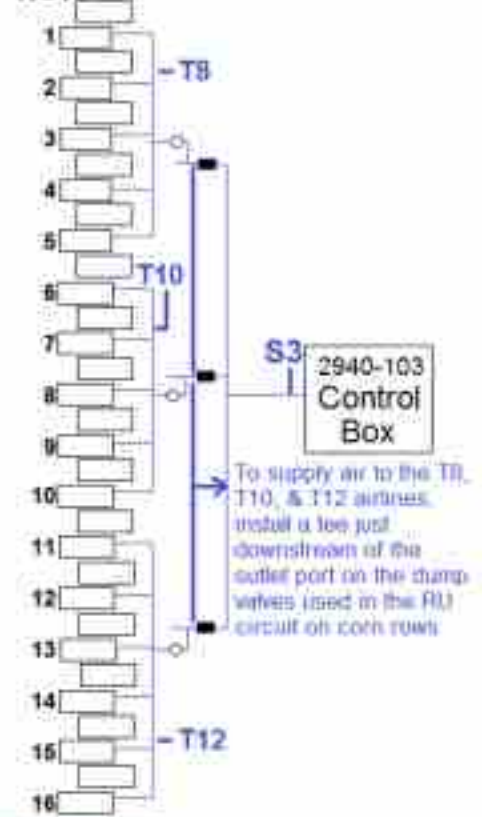 1
T8
2
3
4
5
T10
6
7
S3
2940-103
Control
Box
8
9
10
To supply air to the T8,
T10, & T12 airlines,
install a tee just
downstream of the
outlet port on the dump
valves used in the RU
circuit on corn rows
11
12
13
14
T12
15
16